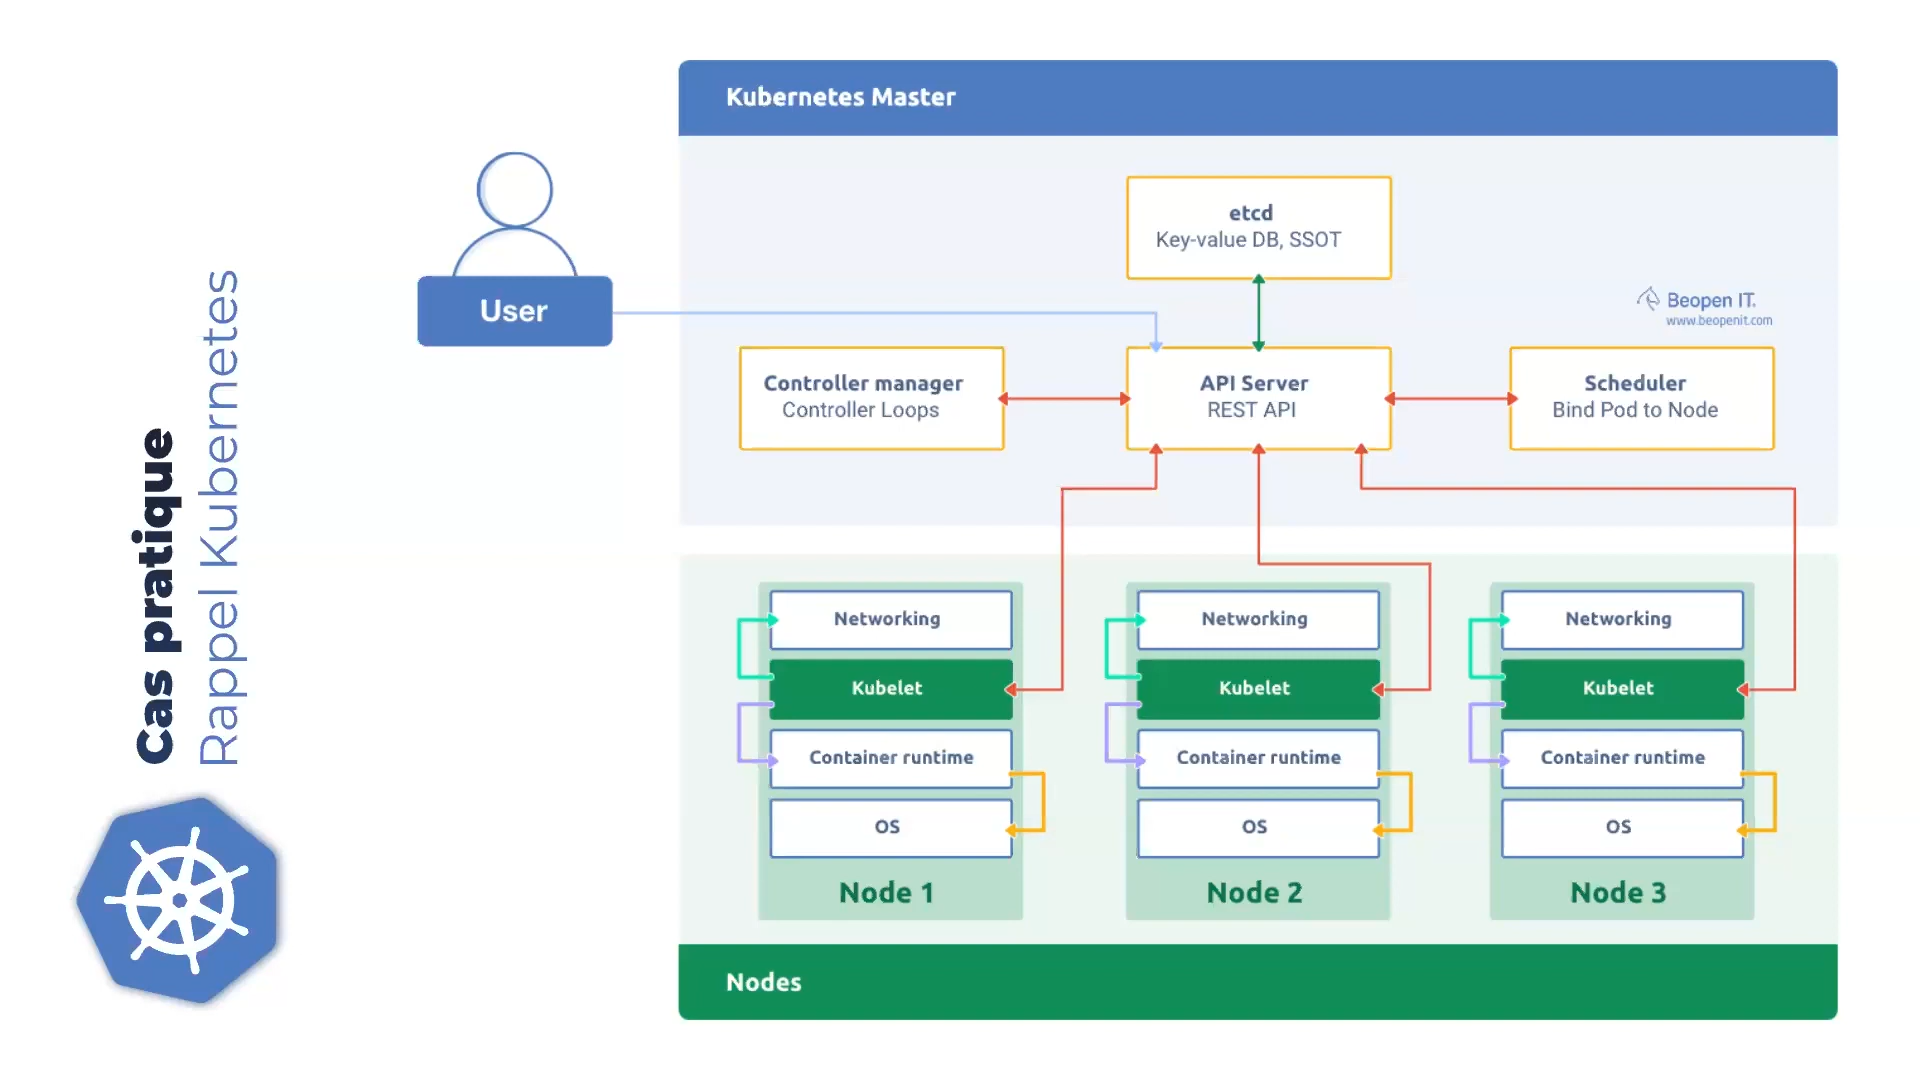 Cas pratique
Rappel Kubernetes
User
Kubernetes Master
etcd
Key-value DB, SSOT
Beopen IT.
www.beopenit.com
Controller manager
Controller Loops
API Server
REST API
Scheduler
Bind Pod to Node
Networking
Kubelet
Container runtime
OS
Node 1
Networking
Kubelet
Container runtime
OS
Node 2
Networking
Kubelet
Container runtime
OS
Node 3
Nodes